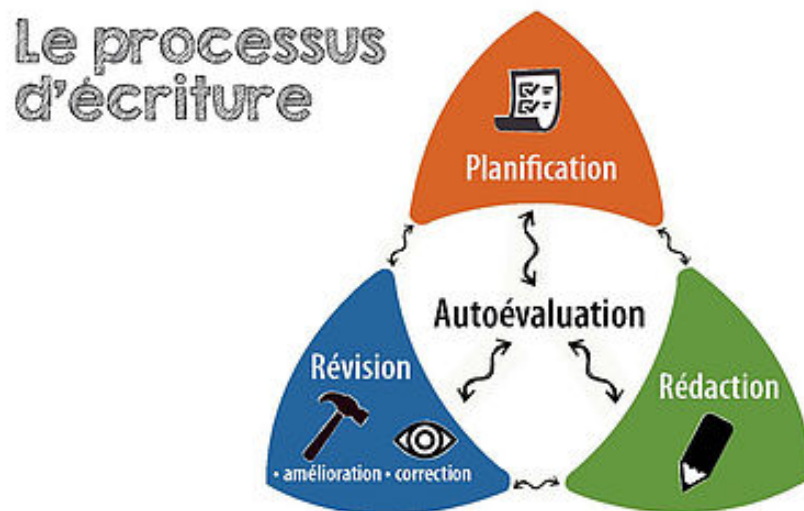 Le processus
d'écriture
Planification
Autoévaluation
Révision
Rédaction
• amélioration • correction